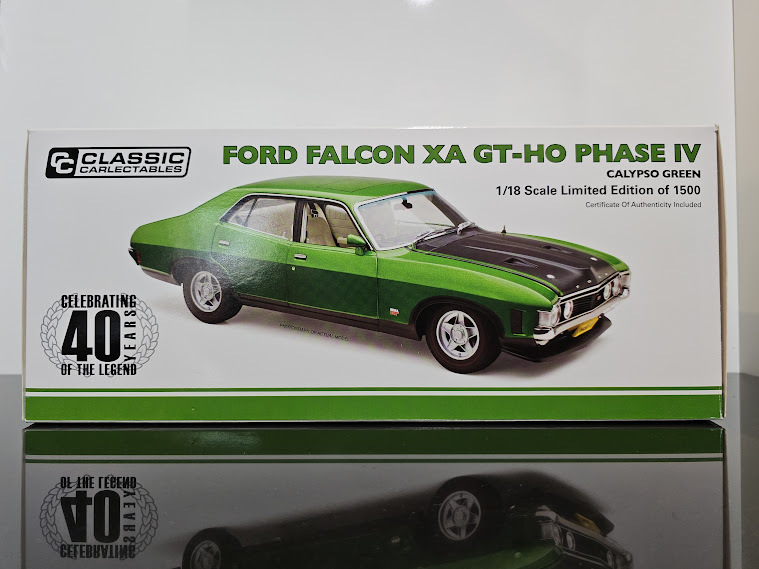 CC CLASSIC
CARLECTABLES
FORD FALCON XA GT-HO PHASE IV
CALYPSO GREEN
1/18 Scale Limited Edition of 1500
Certificate Of Authenticity Included
CELEBRATING
40 YEARS
OF THE LEGEND